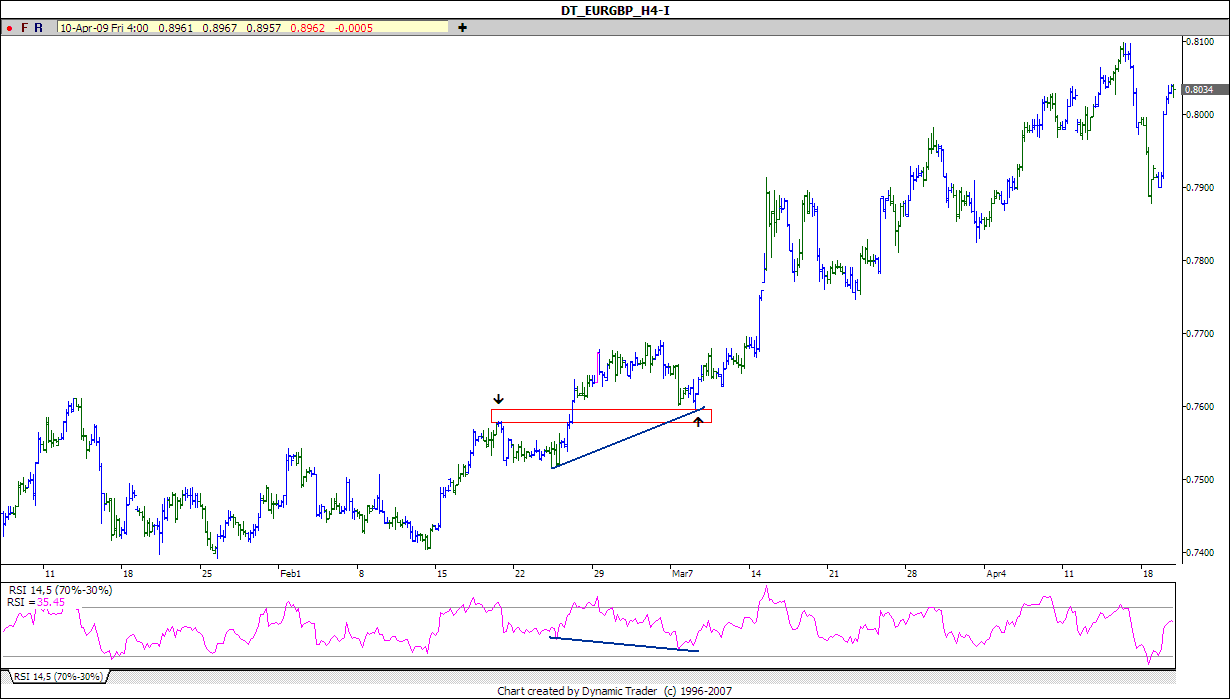 DT_EURGBP_H4-I
F R 10-Apr-09 Fri 4:00 0.8961 0.8967 0.8957 0.8962 -0.0005
0.8100
0.8034
0.8000
0.7900
0.7800
0.7700
0.7600
0.7500
0.7400
11 18 25 Feb1 8 15 22 29 Mar7 14 21 28 Apr4 11 18
RSI 14,5 (70%-30%)
RSI =35.45
RSI 14,5 (70%-30%)
Chart created by Dynamic Trader (c) 1996-2007